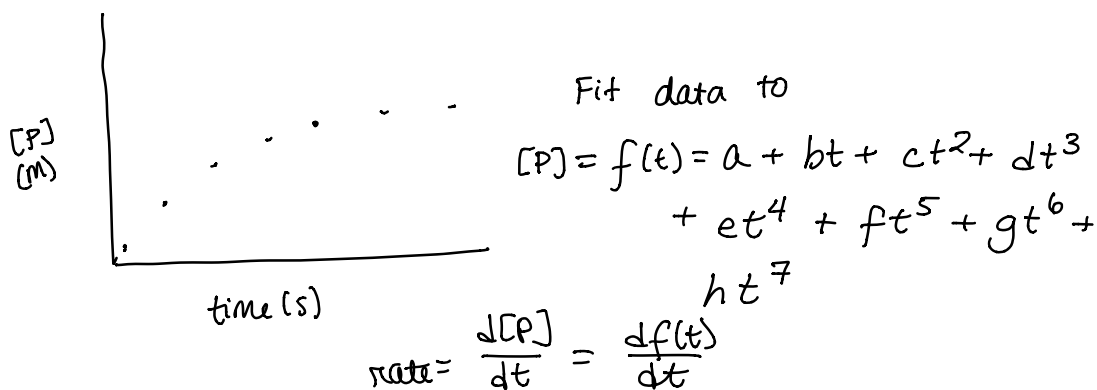 [P]
(M)
time (s)
Fit data to
[P] = f(t) = a + bt + ct² + dt³
+ et⁴ + ft⁵ + gt⁶ +
ht⁷
rate = d[P]/dt = df(t)/dt